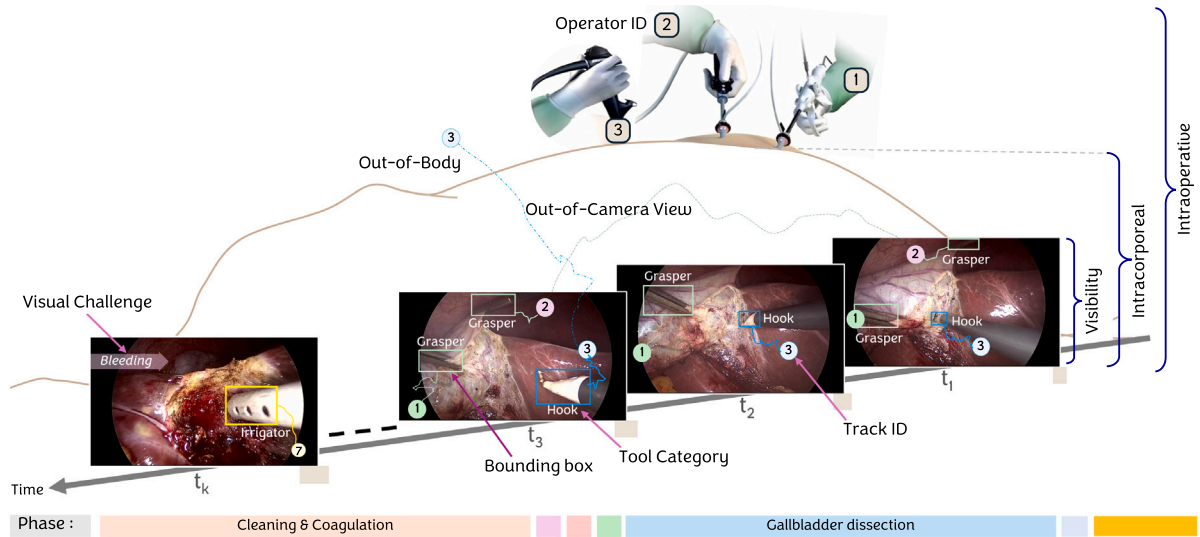 Operator ID 2
1
3
3
Out-of-Body
Out-of-Camera View
Intraoperative
Intracorporeal
Visibility
Visual Challenge
Bleeding
Irrigator
7
tk
Grasper
2
Grasper
3
1
Hook
t3
Bounding box
Tool Category
Grasper
Hook
1
3
t2
Track ID
2
Grasper
1
Hook
Grasper
3
t1
Time
Phase :
Cleaning & Coagulation
Gallbladder dissection